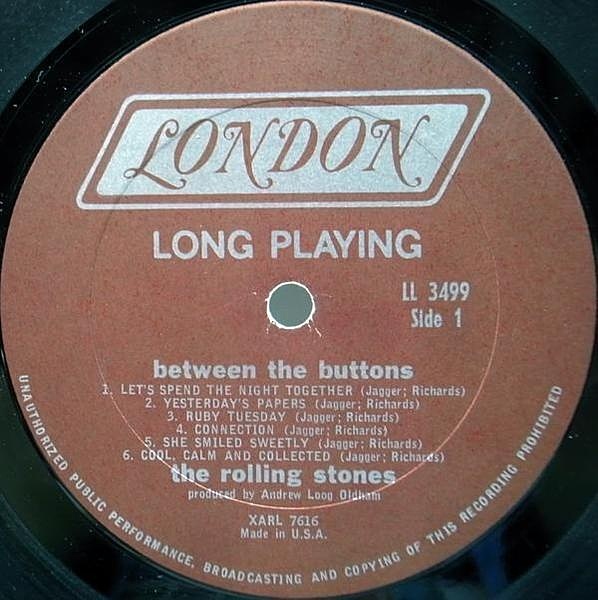 LONDON
LONG PLAYING
LL 3499
Side 1
between the buttons
1. LET'S SPEND THE NIGHT TOGETHER (Jagger; Richards)
2. YESTERDAY'S PAPERS (Jagger; Richards)
3. RUBY TUESDAY (Jagger; Richards)
4. CONNECTION (Jagger; Richards)
5. SHE SMILED SWEETLY (Jagger; Richards)
6. COOL, CALM AND COLLECTED (Jagger; Richards)
the rolling stones
produced by Andrew Loog Oldham
XARL 7616
Made in U.S.A.
UNAUTHORIZED PUBLIC PERFORMANCE, BROADCASTING AND COPYING OF THIS RECORDING PROHIBITED